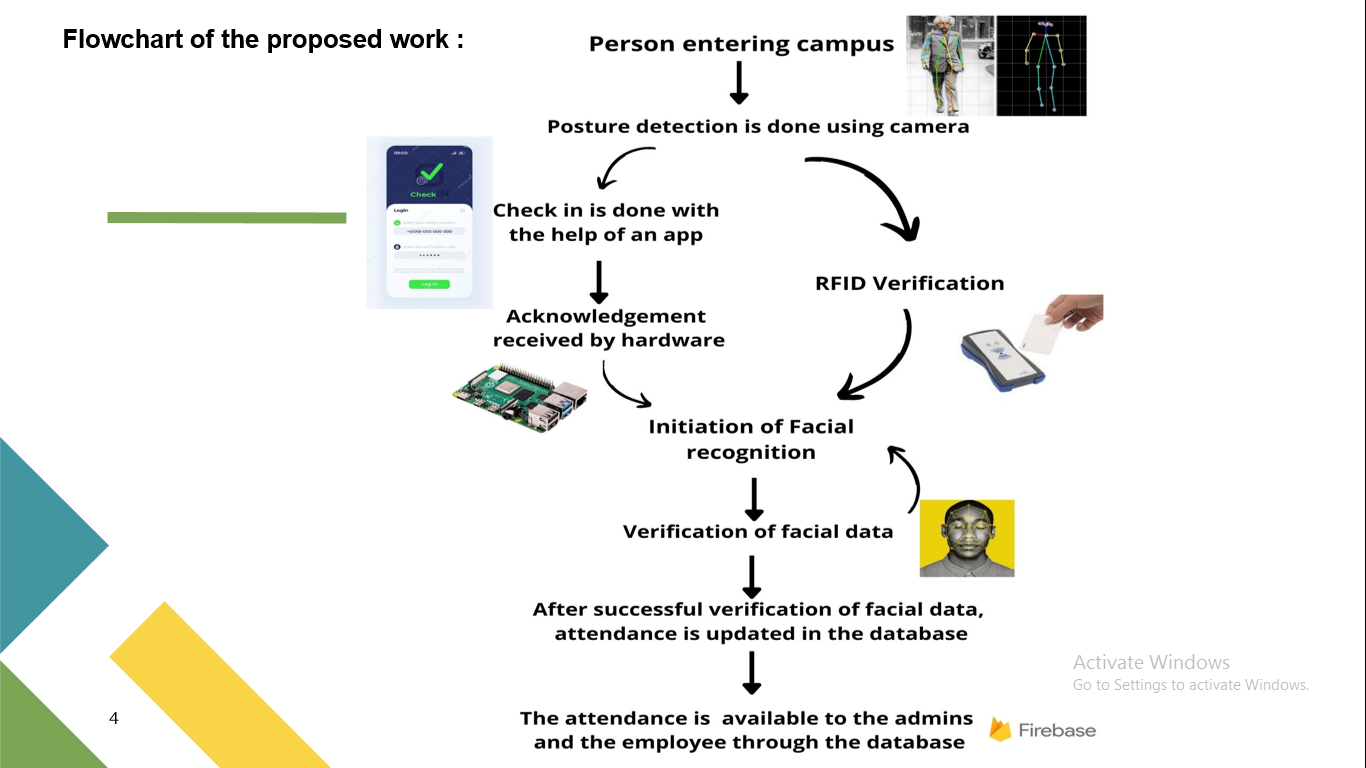 Flowchart of the proposed work :
Person entering campus
Posture detection is done using camera
Check
Login
+(000) 000 000 000
Log In
Check in is done with
the help of an app
RFID Verification
Acknowledgement
received by hardware
Initiation of Facial
recognition
Verification of facial data
After successful verification of facial data,
attendance is updated in the database
The attendance is available to the admins
and the employee through the database
Firebase
Activate Windows
Go to Settings to activate Windows.
4